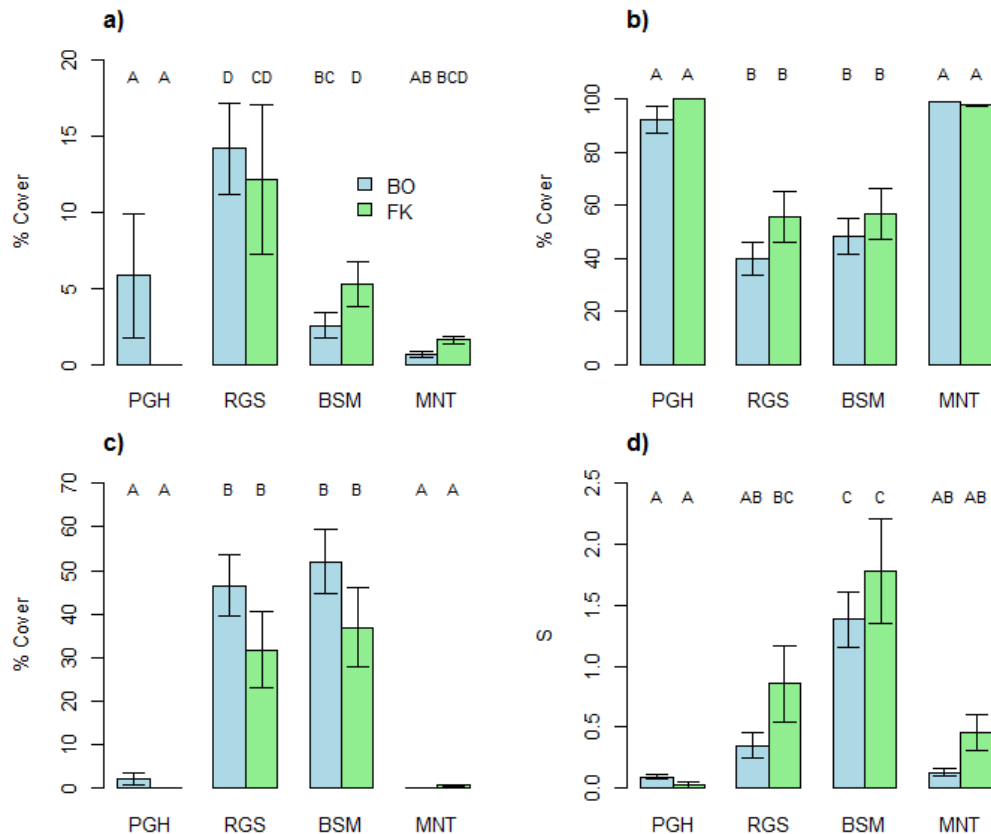 a)
% Cover
20
15
10
5
0
A A D CD BC D AB BCD
BO
FK
PGH RGS BSM MNT
b)
% Cover
100
80
60
40
20
0
A A B B B B A A
PGH RGS BSM MNT
c)
% Cover
70
60
50
40
30
20
10
0
A A B B B B A A
PGH RGS BSM MNT
d)
S
2.5
2.0
1.5
1.0
0.5
0.0
A A AB BC C C AB AB
PGH RGS BSM MNT